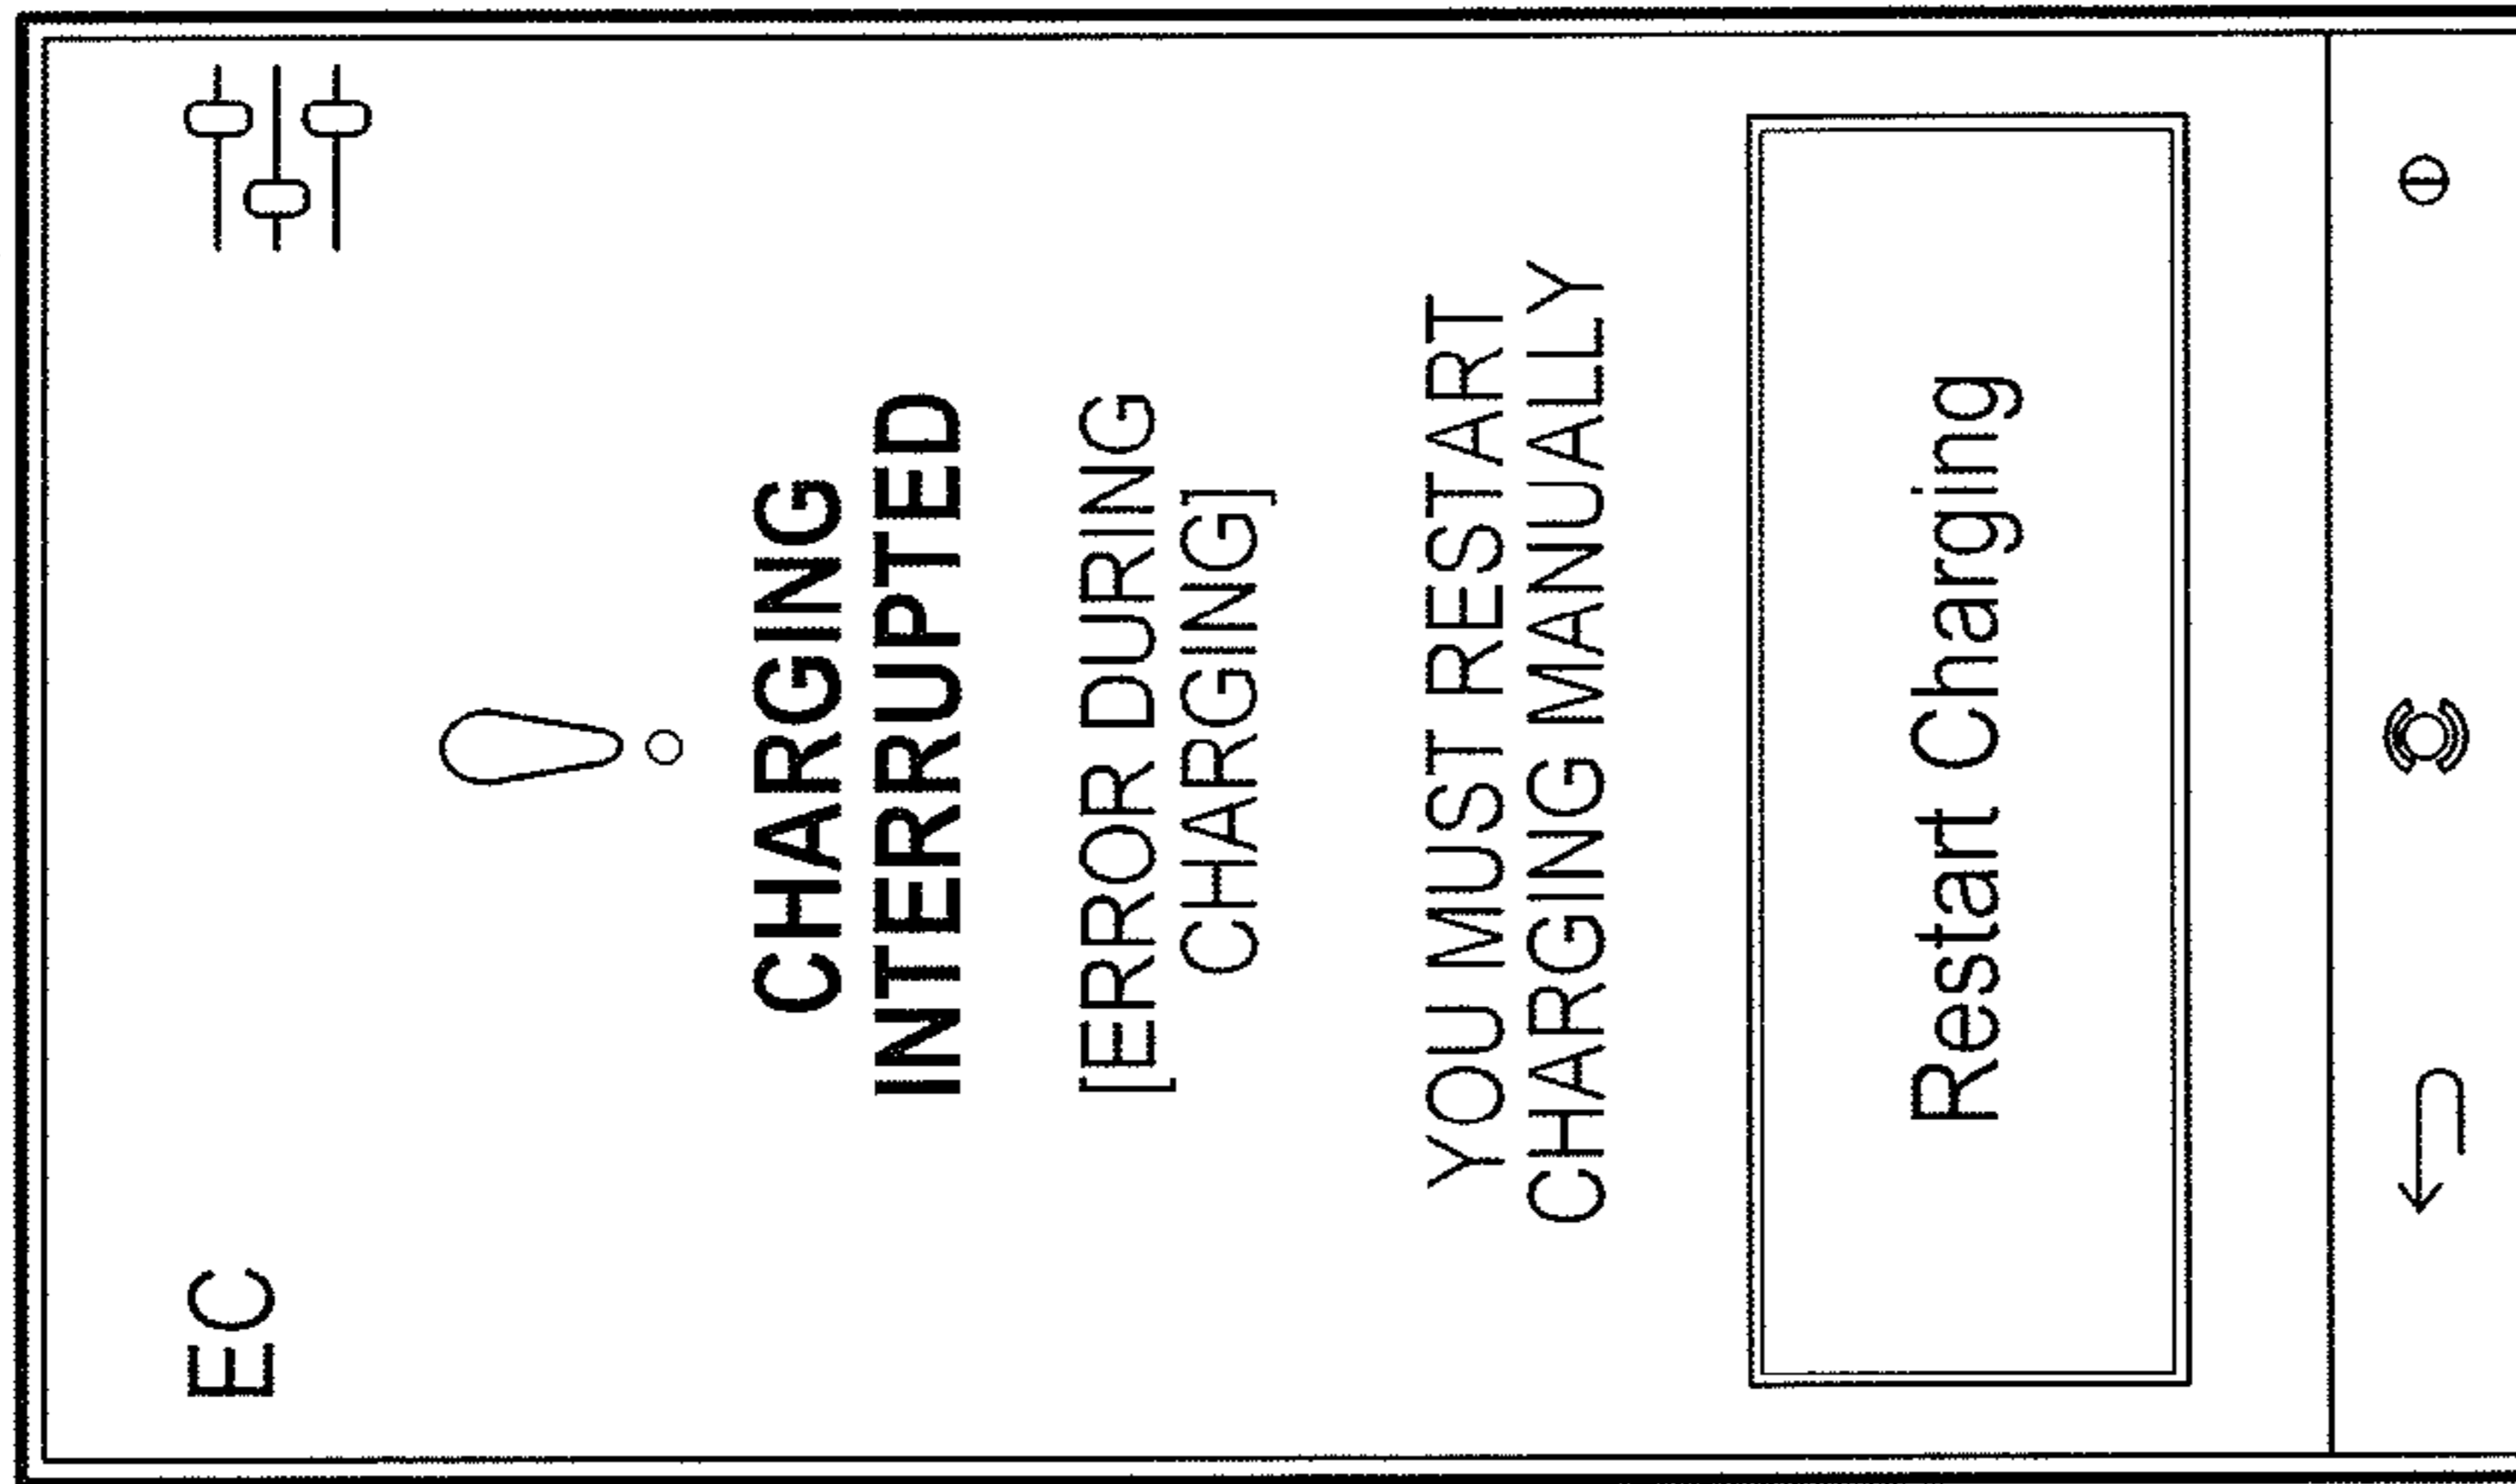 EC
CHARGING
INTERRUPTED
[ERROR DURING
CHARGING]
YOU MUST RESTART
CHARGING MANUALLY
Restart Charging